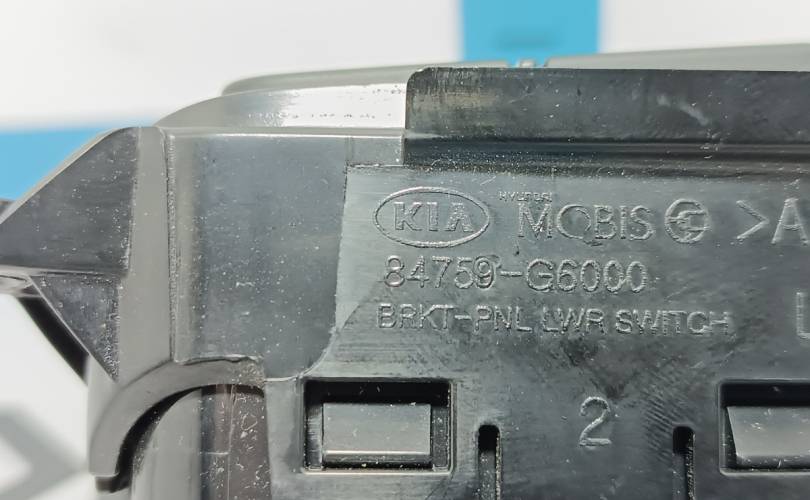 KIA HYUNDAI MOBIS >A
84759-G6000
BRKT-PNL LWR SWITCH
2